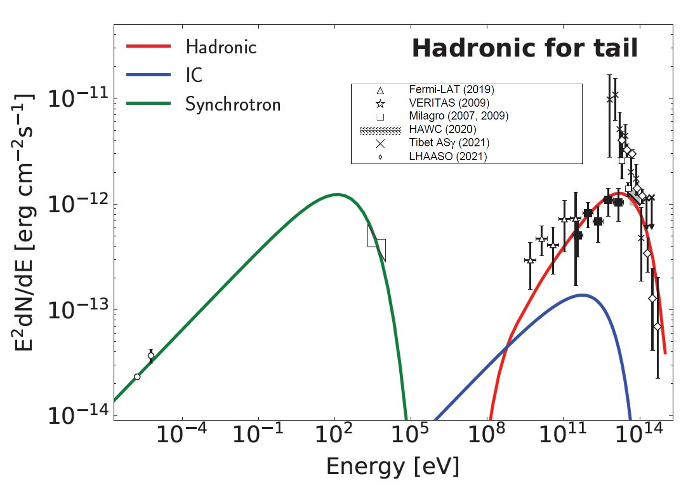 Hadronic for tail
Hadronic
IC
Synchrotron
Fermi-LAT (2019)
VERITAS (2009)
Milagro (2007, 2009)
HAWC (2020)
Tibet ASγ (2021)
LHAASO (2021)
E²dN/dE [erg cm⁻²s⁻¹]
10⁻¹¹
10⁻¹²
10⁻¹³
10⁻¹⁴
10⁻⁴ 10⁻¹ 10² 10⁵ 10⁸ 10¹¹ 10¹⁴
Energy [eV]